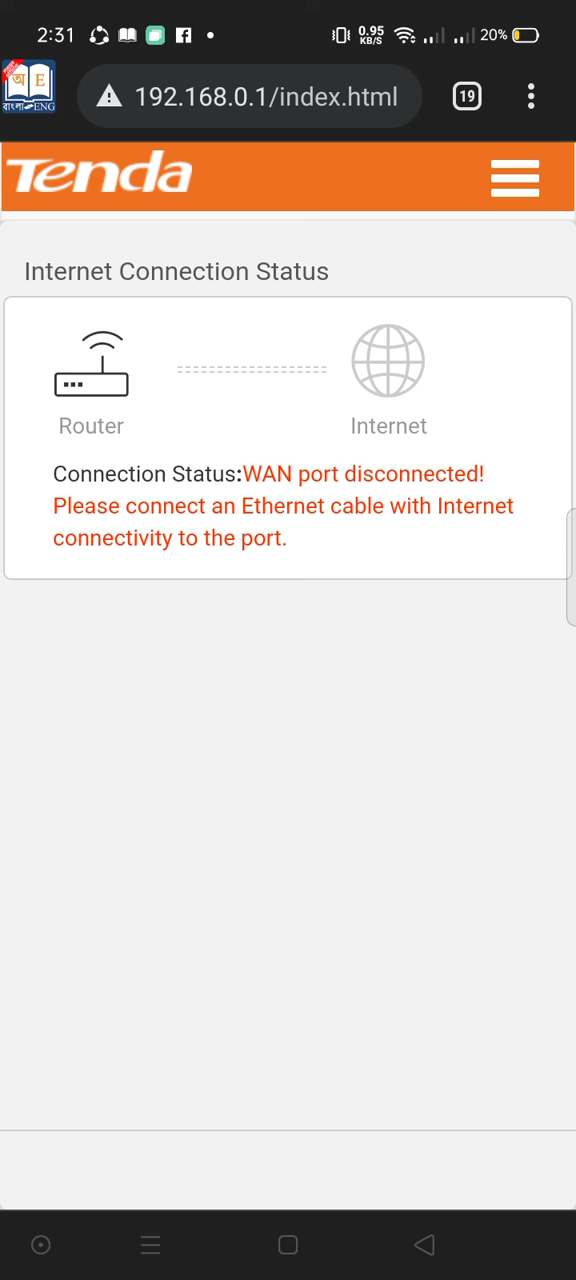 2:31
0.95
KB/S
20%
অ E
বাংলা ENG
192.168.0.1/index.html
19
Tenda
Internet Connection Status
Router
Internet
Connection Status:WAN port disconnected!
Please connect an Ethernet cable with Internet
connectivity to the port.